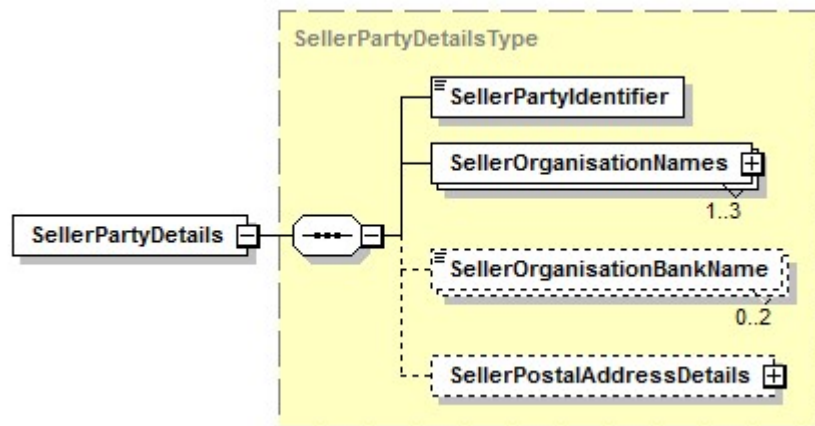 SellerPartyDetailsType
SellerPartyIdentifier
SellerOrganisationNames
1..3
SellerPartyDetails
SellerOrganisationBankName
0..2
SellerPostalAddressDetails